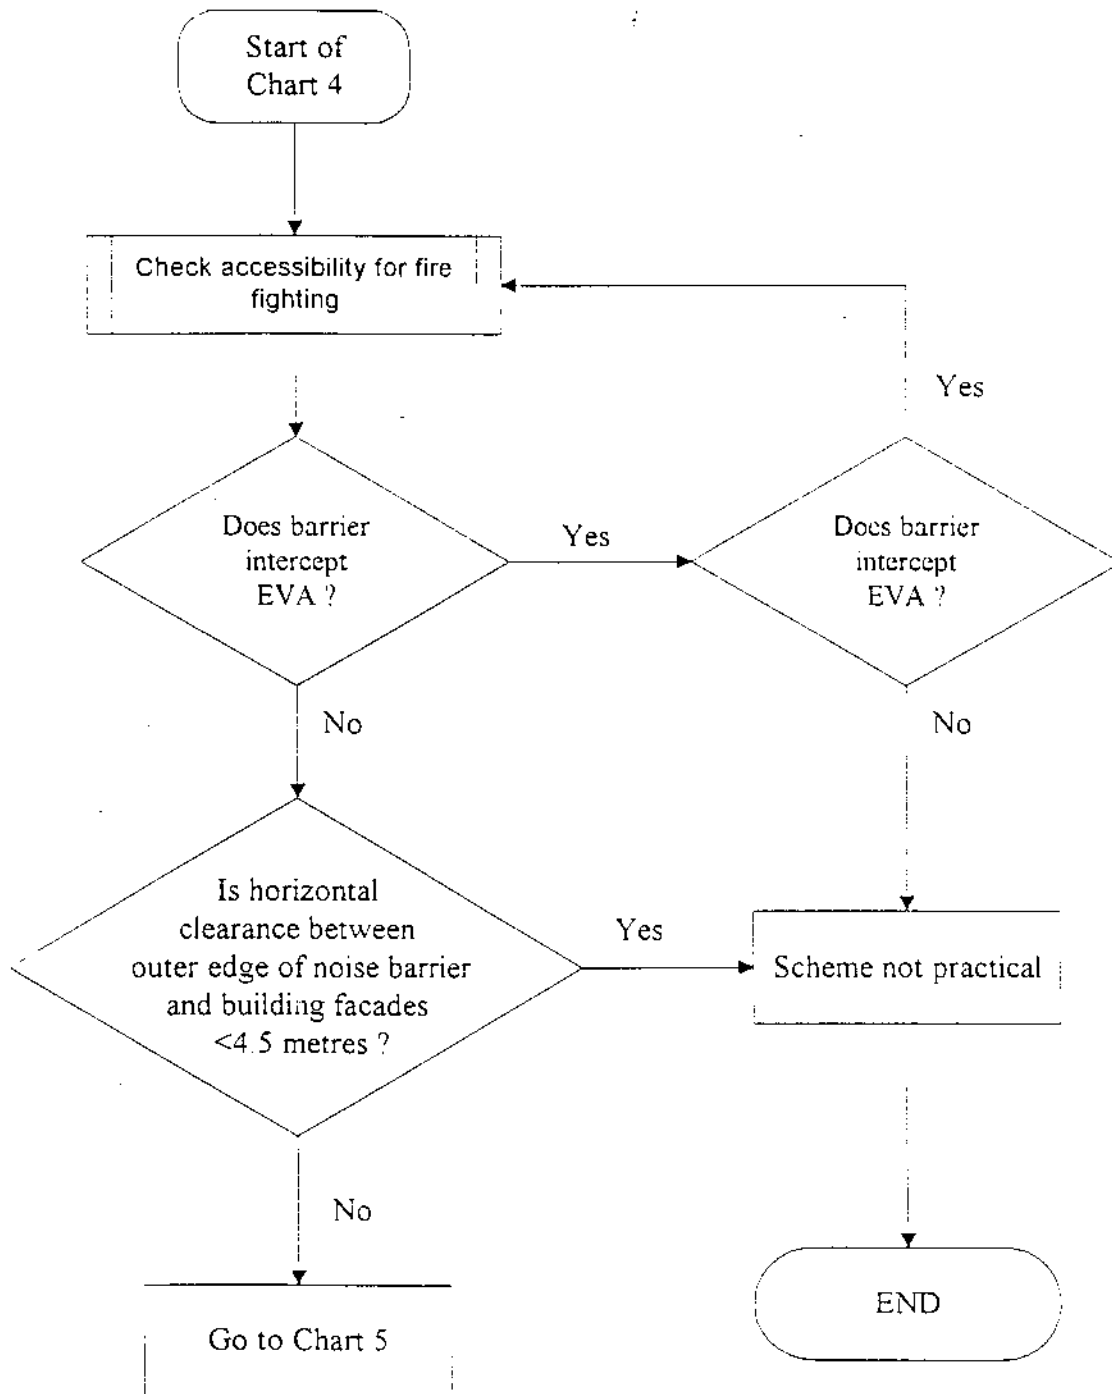 Start of
Chart 4
Check accessibility for fire
fighting
Yes
Does barrier
intercept
EVA ?
Yes
Does barrier
intercept
EVA ?
No
No
Is horizontal
clearance between
outer edge of noise barrier
and building facades
<4.5 metres ?
Yes
Scheme not practical
No
Go to Chart 5
END